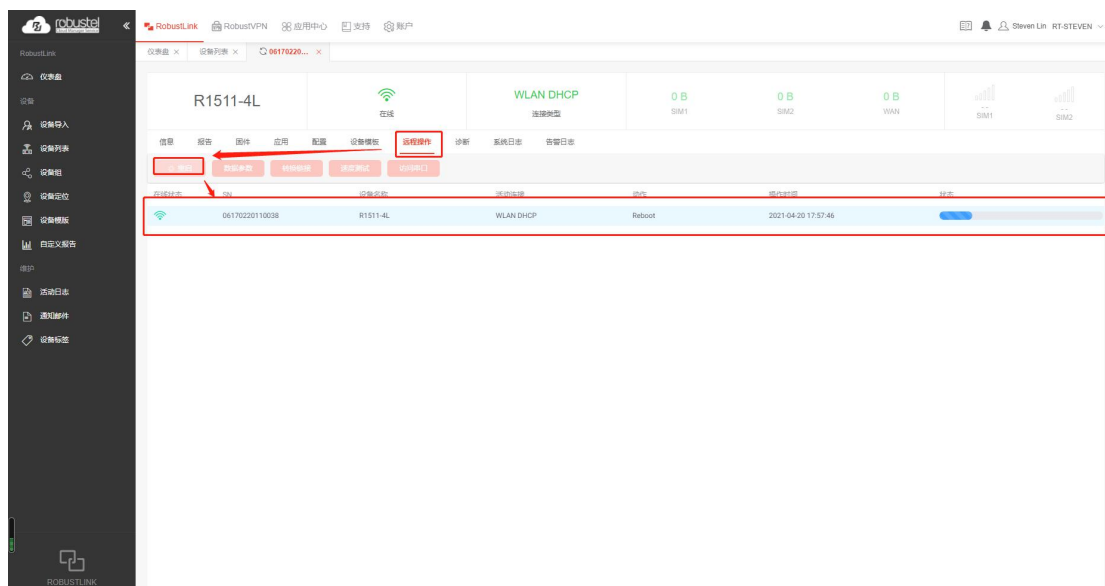 robustel
« RobustLink RobustVPN 应用中心 支持 账户 Steven Lin RT-STEVEN
RobustLink
仪表盘 × 设备列表 × 06170220... ×
仪表盘
设备
设备导入
设备列表
设备组
设备定位
设备模版
自定义报告
维护
活动日志
通知邮件
设备标签
ROBUSTLINK
R1511-4L
在线
WLAN DHCP
连接类型
0 B
SIM1
0 B
SIM2
0 B
WAN
--
SIM1
--
SIM2
信息 报告 固件 应用 配置 设备模板 远程操作 诊断 系统日志 告警日志
速度测试
在线状态 SN 设备名称 活动连接 动作 操作时间 状态
06170220110038 R1511-4L WLAN DHCP Reboot 2021-04-20 17:57:46